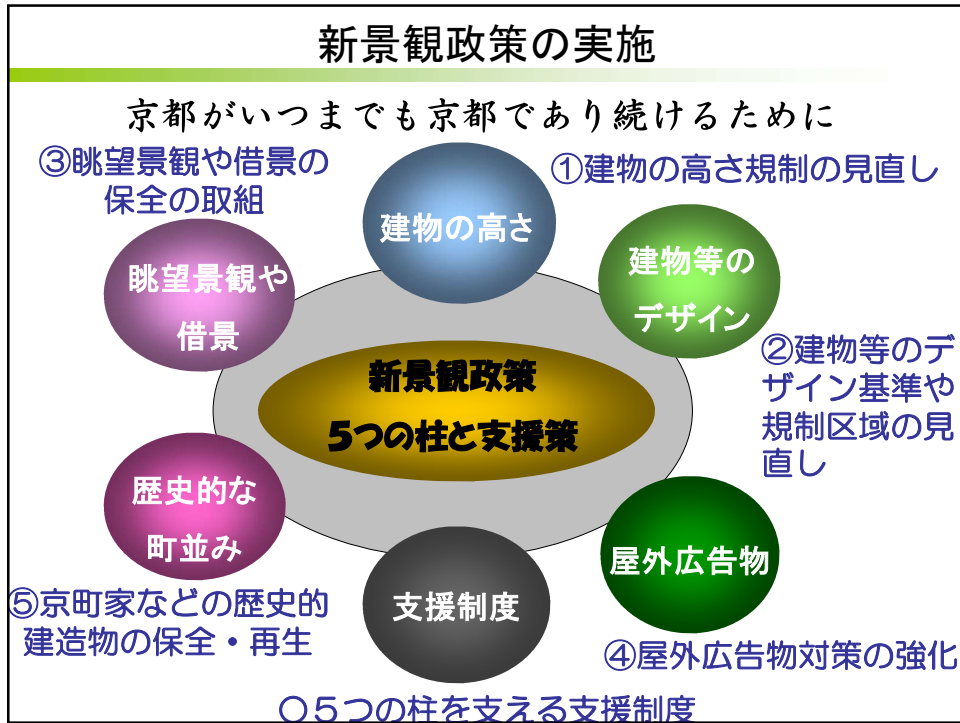 新景観政策の実施
京都がいつまでも京都であり続けるために
③眺望景観や借景の
保全の取組
①建物の高さ規制の見直し
建物の高さ
建物等の
デザイン
眺望景観や
借景
②建物等のデ
ザイン基準や
規制区域の見
直し
新景観政策
5つの柱と支援策
歴史的な
町並み
屋外広告物
支援制度
⑤京町家などの歴史的
建造物の保全・再生
④屋外広告物対策の強化
○5つの柱を支える支援制度